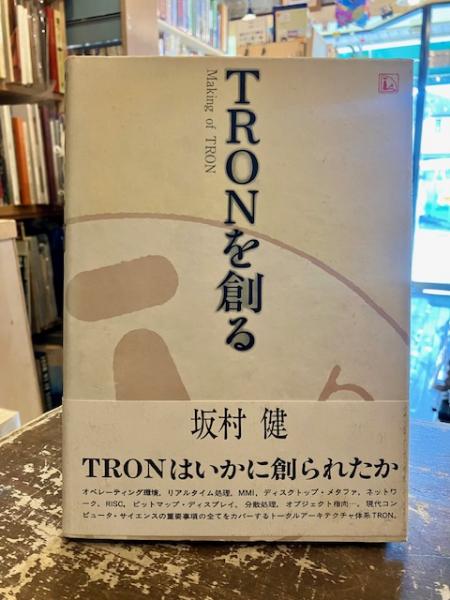 TRONを創る
Making of TRON
坂村 健
TRONはいかに創られたか
オペレーティング環境，リアルタイム処理，MMI，ディスクトップ・メタファ，ネットワ
ーク，RISC，ビットマップ・ディスプレイ，分散処理，オブジェクト指向…。現代コン
ピュータ・サイエンスの重要事項の全てをカバーするトータルアーキテクチャ体系TRON。